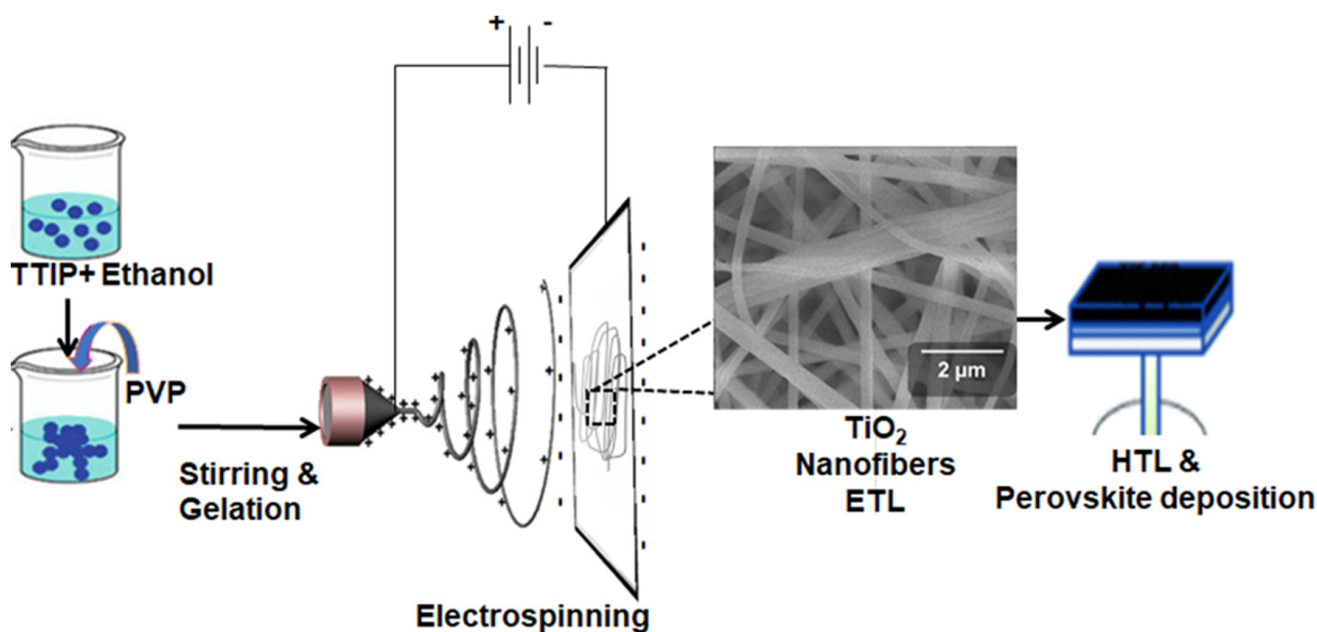 + -
TTIP+ Ethanol
PVP
Stirring &
Gelation
Electrospinning
2 µm
TiO₂
Nanofibers
ETL
HTL &
Perovskite deposition